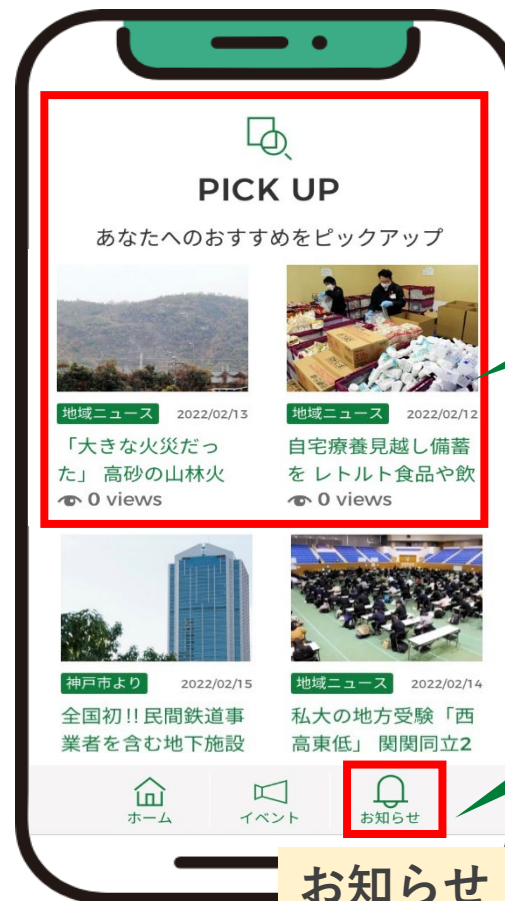 PICK UP
あなたへのおすすめをピックアップ
地域ニュース 2022/02/13
「大きな火災だっ
た」 高砂の山林火
0 views
地域ニュース 2022/02/12
自宅療養見越し備蓄
を レトルト食品や飲
0 views
神戸市より 2022/02/15
全国初!!民間鉄道事
業者を含む地下施設
地域ニュース 2022/02/14
私大の地方受験「西
高東低」 関関同立2
ホーム
イベント
お知らせ
お知らせ